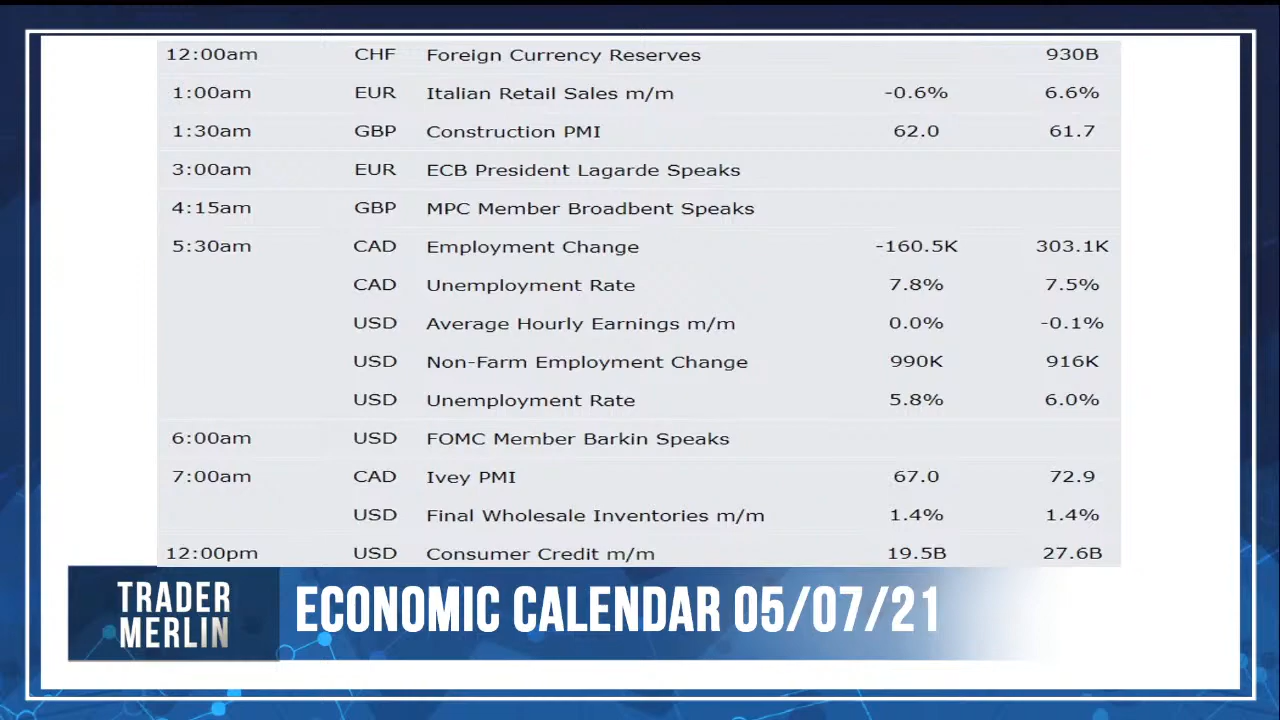 12:00am CHF Foreign Currency Reserves 930B
1:00am EUR Italian Retail Sales m/m -0.6% 6.6%
1:30am GBP Construction PMI 62.0 61.7
3:00am EUR ECB President Lagarde Speaks
4:15am GBP MPC Member Broadbent Speaks
5:30am CAD Employment Change -160.5K 303.1K
CAD Unemployment Rate 7.8% 7.5%
USD Average Hourly Earnings m/m 0.0% -0.1%
USD Non-Farm Employment Change 990K 916K
USD Unemployment Rate 5.8% 6.0%
6:00am USD FOMC Member Barkin Speaks
7:00am CAD Ivey PMI 67.0 72.9
USD Final Wholesale Inventories m/m 1.4% 1.4%
12:00pm USD Consumer Credit m/m 19.5B 27.6B
TRADER
MERLIN
ECONOMIC CALENDAR 05/07/21